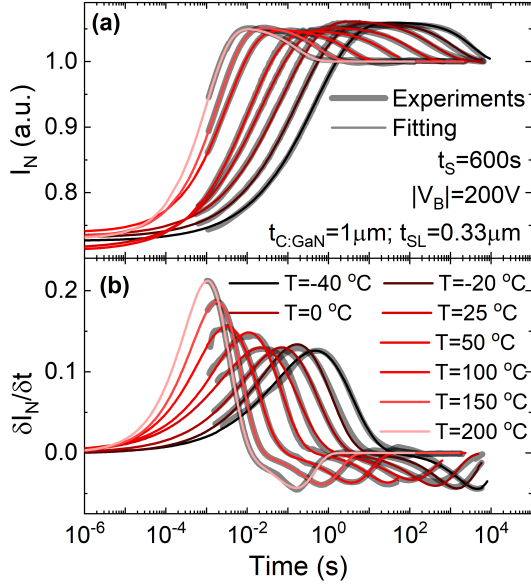 (a)
I_N (a.u.)
1.0
0.9
0.8
Experiments
Fitting
t_S=600s
|V_B|=200V
t_C:GaN=1μm; t_SL=0.33μm
(b)
δI_N/δt
0.2
0.1
0.0
T=-40 °C
T=-20 °C
T=0 °C
T=25 °C
T=50 °C
T=100 °C
T=150 °C
T=200 °C
10^-6 10^-4 10^-2 10^0 10^2 10^4
Time (s)